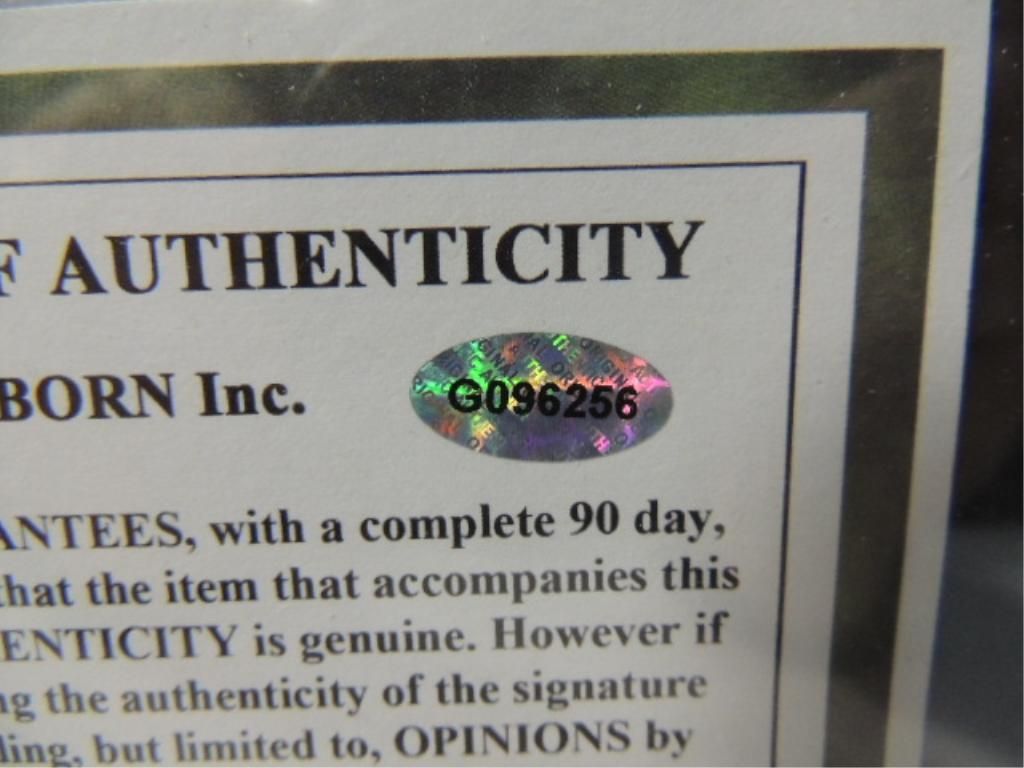 AUTHENTICITY
BORN Inc.
G096256
ANTEES, with a complete 90 day,
that the item that accompanies this
ENTICITY is genuine. However if
ng the authenticity of the signature
ding, but limited to, OPINIONS by